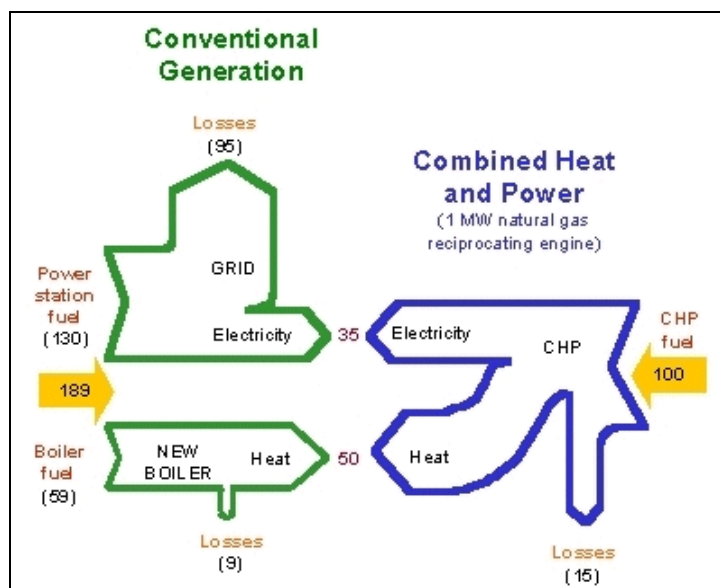 Conventional
Generation
Losses
(95)
Combined Heat
and Power
(1 MW natural gas
reciprocating engine)
Power
station
fuel
(130)
GRID
Electricity
35
Electricity
CHP
CHP
fuel
189
100
Boiler
fuel
(59)
NEW
BOILER
Heat
50
Heat
Losses
(9)
Losses
(15)